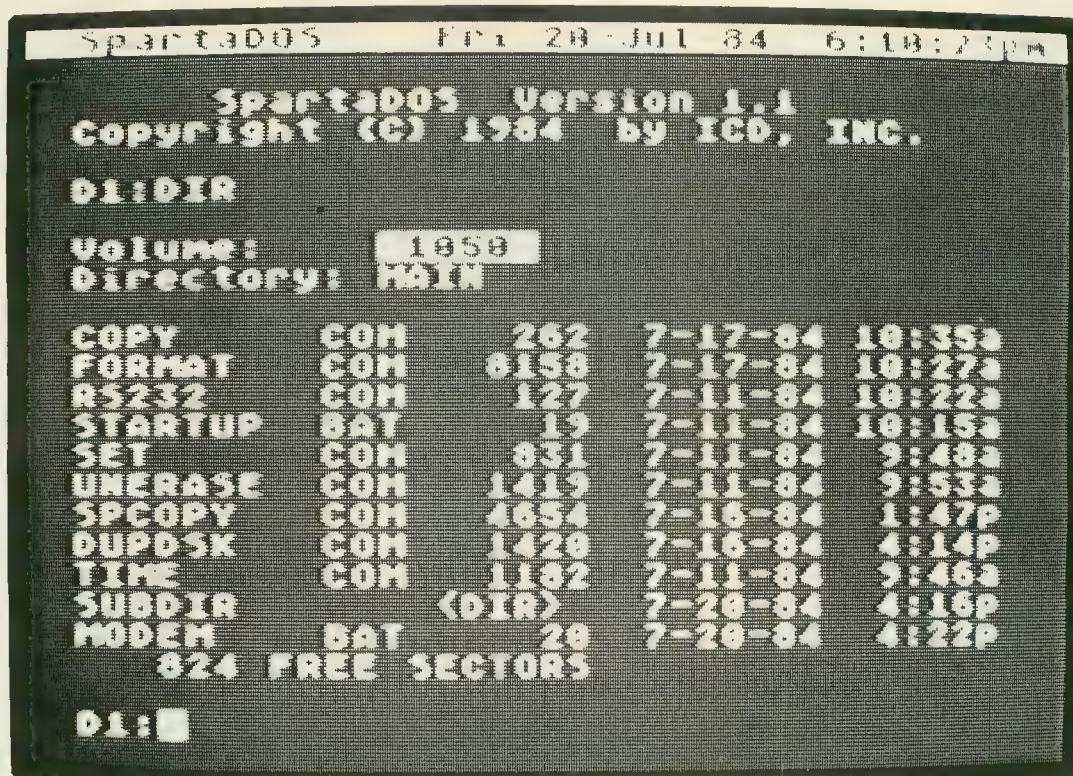 SpartaDOS Fri 20-Jul 84 6:18:23pm
SpartaDOS Version 1.1
Copyright (C) 1984 by ICD, INC.
D1:DIR
Volume: 1050
Directory: MAIN
COPY COM 262 7-17-84 10:35a
FORMAT COM 8158 7-17-84 10:27a
RS232 COM 127 7-11-84 10:22a
STARTUP BAT 19 7-11-84 10:15a
SET COM 831 7-11-84 9:48a
UNERASE COM 1419 7-11-84 9:53a
SPCOPY COM 4654 7-16-84 1:47p
DUPDSK COM 1420 7-16-84 4:14p
TIME COM 1182 7-11-84 9:46a
SUBDIR <DIR> 7-20-84 4:16p
MODEM BAT 20 7-20-84 4:22p
824 FREE SECTORS
D1: